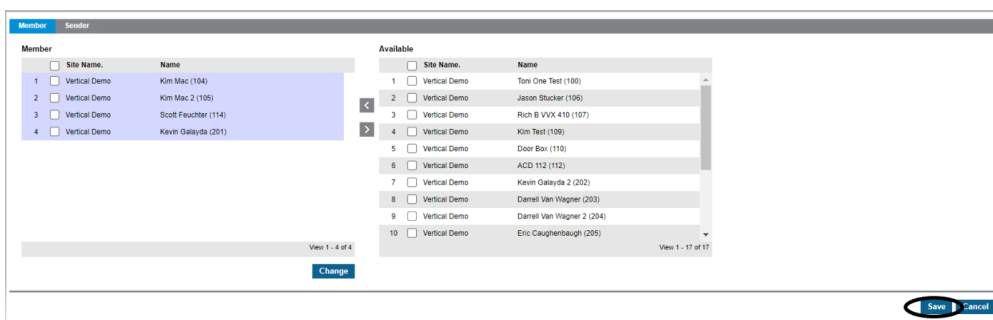 Member Sender
Member
Site Name. Name
1 Vertical Demo Kim Mac (104)
2 Vertical Demo Kim Mac 2 (105)
3 Vertical Demo Scott Feuchter (114)
4 Vertical Demo Kevin Galayda (201)
View 1 - 4 of 4
Change
<
>
Available
Site Name. Name
1 Vertical Demo Toni One Test (100)
2 Vertical Demo Jason Stucker (106)
3 Vertical Demo Rich B VVX 410 (107)
4 Vertical Demo Kim Test (109)
5 Vertical Demo Door Box (110)
6 Vertical Demo ACD 112 (112)
7 Vertical Demo Kevin Galayda 2 (202)
8 Vertical Demo Darrell Van Wagner (203)
9 Vertical Demo Darrell Van Wagner 2 (204)
10 Vertical Demo Eric Caughenbaugh (205)
View 1 - 17 of 17
Save Cancel